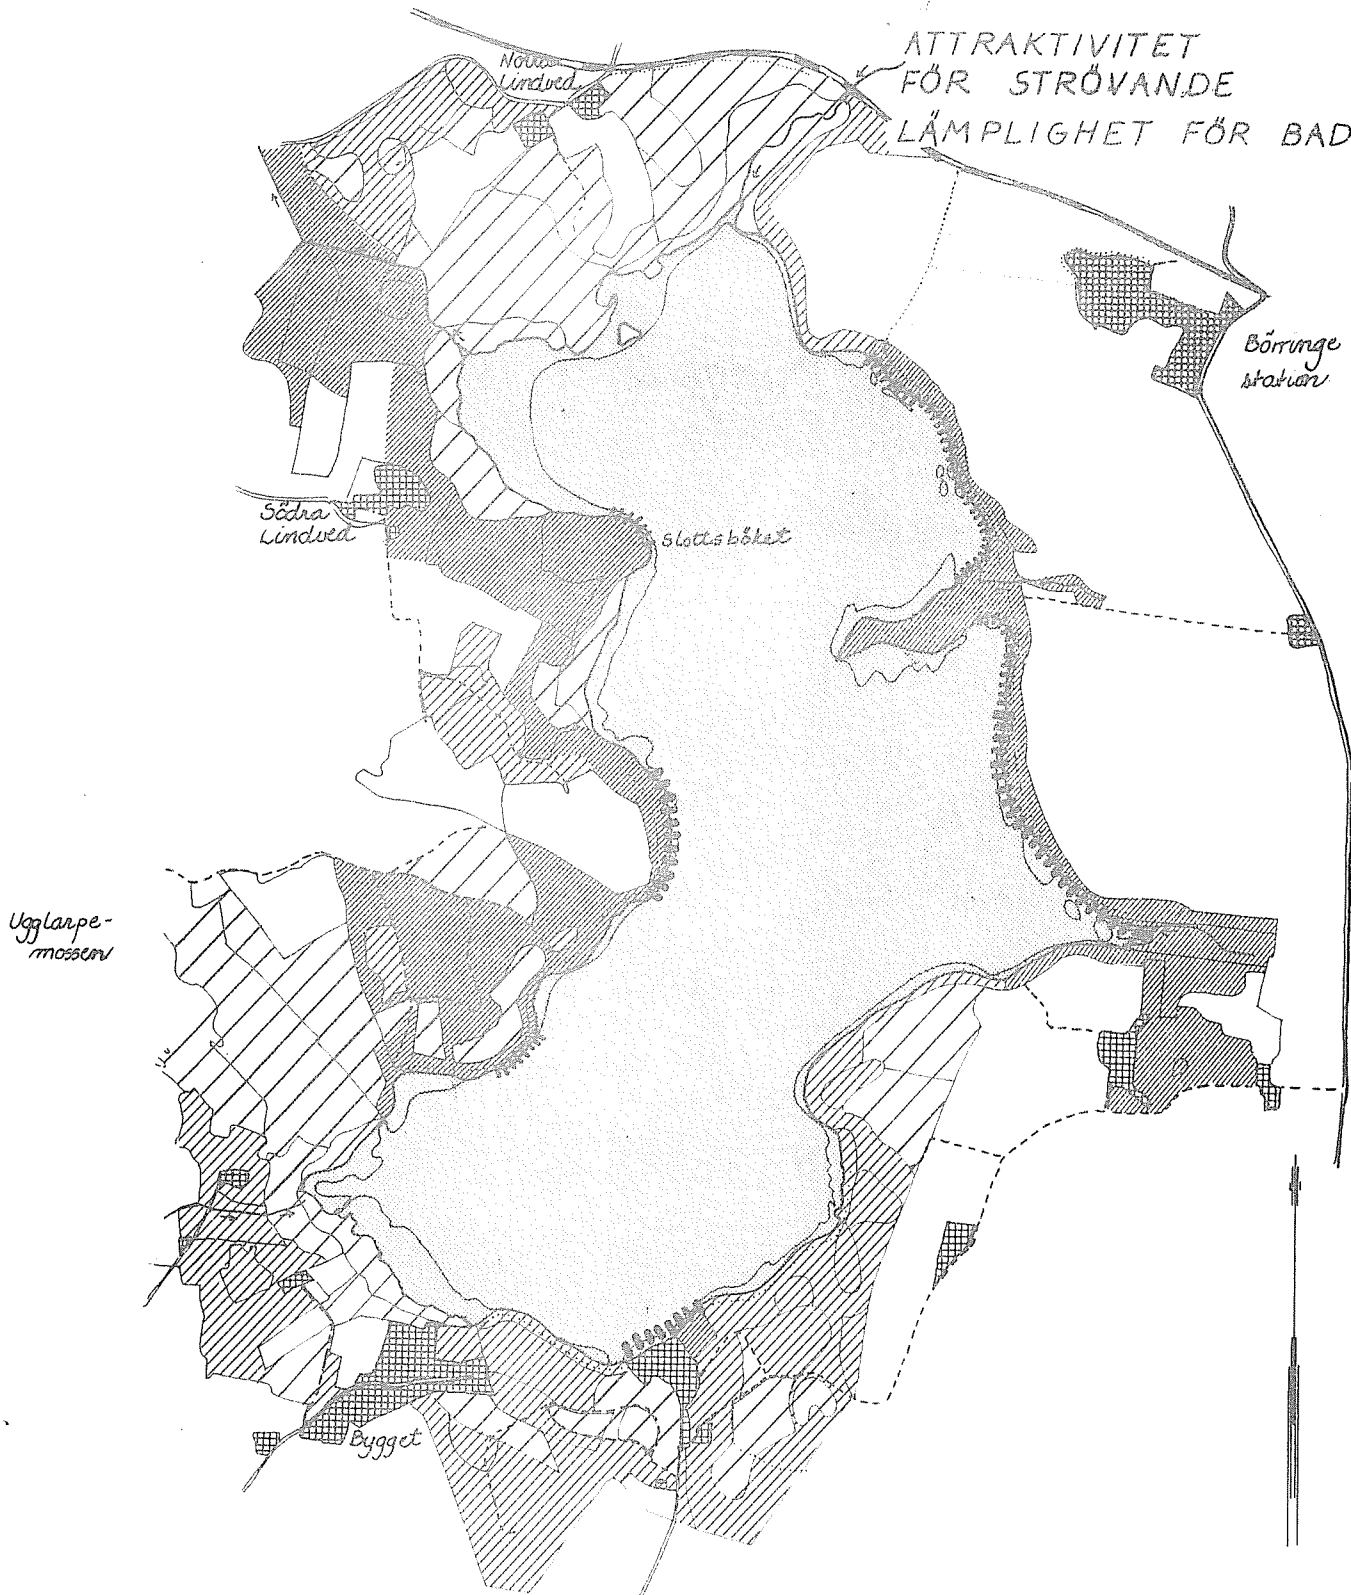 ATTRAKTIVITET
FÖR STRÖVANDE
LÄMPLIGHET FÖR BAD
Norra
Lindved
Börringe
station
Södra
Lindved
Slottsböket
Ugglarpe-
mossen
Bygget